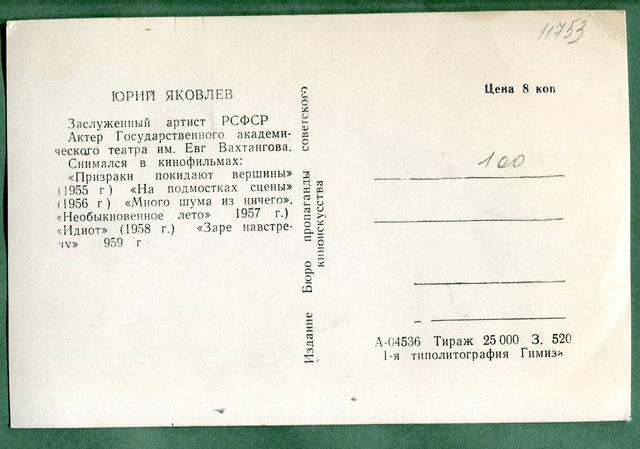 11753
ЮРИЙ ЯКОВЛЕВ
Заслуженный артист РСФСР
Актер Государственного академи-
ческого театра им. Евг Вахтангова.
Снимался в кинофильмах:
«Призраки покидают вершины»
(1955 г ) «На подмостках сцены»
(1956 г ) «Много шума из ничего».
«Необыкновенное лето» 1957 г.)
«Идиот» (1958 г.) «Заре навстре-
чу» 959 г
Издание Бюро пропаганды советского
киноискусства
Цена 8 коп
100
А-04536 Тираж 25 000 З. 520
1-я типолитография Гимиз